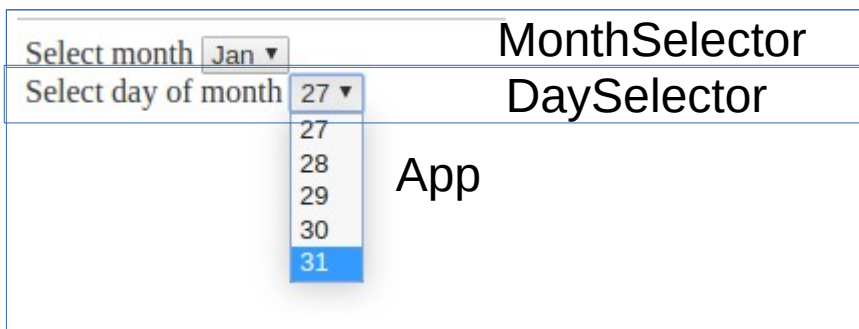 Select month Jan ▼ MonthSelector
Select day of month 27 ▼ DaySelector
27
28
App
29
30
31